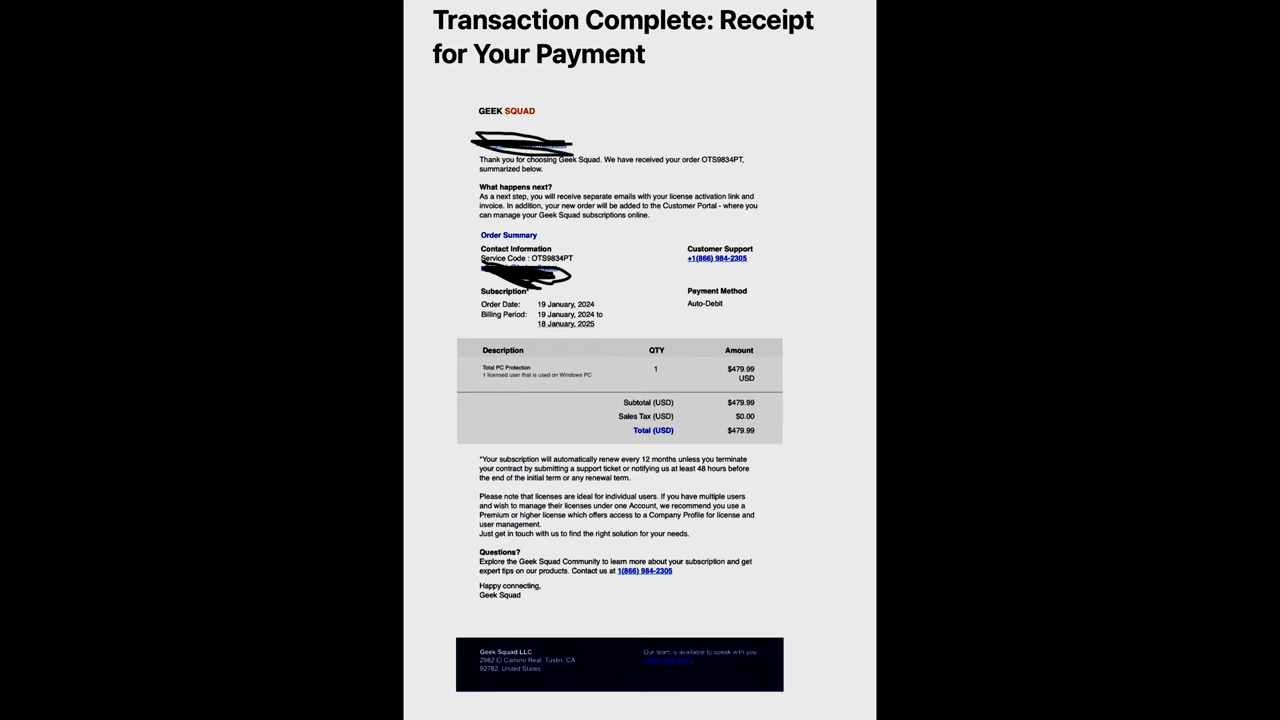 Transaction Complete: Receipt
for Your Payment
GEEK SQUAD
Thank you for choosing Geek Squad. We have received your order OTS9834PT,
summarized below.
What happens next?
As a next step, you will receive separate emails with your license activation link and
invoice. In addition, your new order will be added to the Customer Portal - where you
can manage your Geek Squad subscriptions online.
Order Summary
Contact Information
Customer Support
Service Code : OTS9834PT
+1(866) 984-2305
Subscription*
Payment Method
Order Date: 19 January, 2024
Auto-Debit
Billing Period: 19 January, 2024 to
18 January, 2025
Description QTY Amount
Total PC Protection
1 licensed user that is used on Windows PC
1 $479.99
USD
Subtotal (USD) $479.99
Sales Tax (USD) $0.00
Total (USD) $479.99
*Your subscription will automatically renew every 12 months unless you terminate
your contract by submitting a support ticket or notifying us at least 48 hours before
the end of the initial term or any renewal term.
Please note that licenses are ideal for individual users. If you have multiple users
and wish to manage their licenses under one Account, we recommend you use a
Premium or higher license which offers access to a Company Profile for license and
user management.
Just get in touch with us to find the right solution for your needs.
Questions?
Explore the Geek Squad Community to learn more about your subscription and get
expert tips on our products. Contact us at 1(866) 984-2305
Happy connecting,
Geek Squad
Geek Squad LLC
2982 El Camino Real, Tustin, CA
92782, United States
Our team is available to speak with you